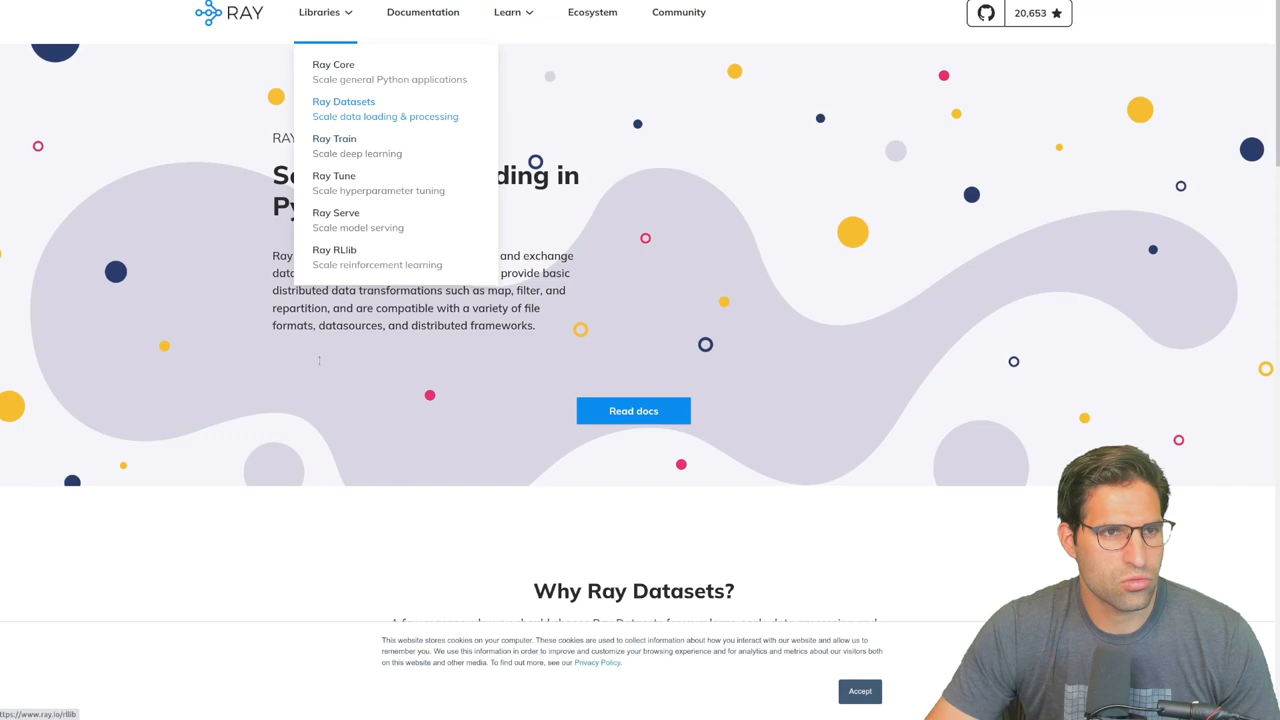 RAY
Libraries
Documentation
Learn
Ecosystem
Community
20,653
Ray Core
Scale general Python applications
Ray Datasets
Scale data loading & processing
Ray Train
Scale deep learning
Ray Tune
Scale hyperparameter tuning
Ray Serve
Scale model serving
Ray RLlib
Scale reinforcement learning
RAY
ding in
Ray
and exchange
provide basic
distributed data transformations such as map, filter, and
repartition, and are compatible with a variety of file
formats, datasources, and distributed frameworks.
Read docs
Why Ray Datasets?
This website stores cookies on your computer. These cookies are used to collect information about how you interact with our website and allow us to
remember you. We use this information in order to improve and customize your browsing experience and for analytics and metrics about our visitors both
on this website and other media. To find out more, see our Privacy Policy.
Accept
ttps://www.ray.io/rllib